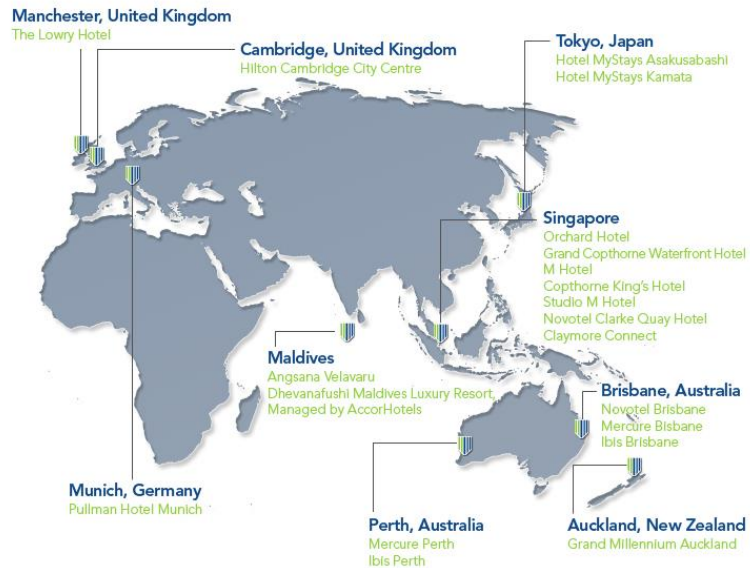 Manchester, United Kingdom
The Lowry Hotel
Cambridge, United Kingdom
Hilton Cambridge City Centre
Tokyo, Japan
Hotel MyStays Asakusabashi
Hotel MyStays Kamata
Singapore
Orchard Hotel
Grand Copthorne Waterfront Hotel
M Hotel
Copthorne King's Hotel
Studio M Hotel
Novotel Clarke Quay Hotel
Claymore Connect
Maldives
Angsana Velavaru
Dhevanafushi Maldives Luxury Resort,
Managed by AccorHotels
Brisbane, Australia
Novotel Brisbane
Mercure Bisbane
Ibis Brisbane
Munich, Germany
Pullman Hotel Munich
Perth, Australia
Mercure Perth
Ibis Perth
Auckland, New Zealand
Grand Millennium Auckland